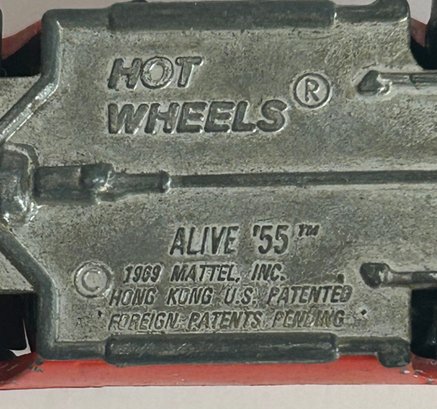 HOT
WHEELS®
ALIVE '55™
© 1969 MATTEL, INC.
HONG KONG U.S. PATENTED
FOREIGN PATENTS PENDING